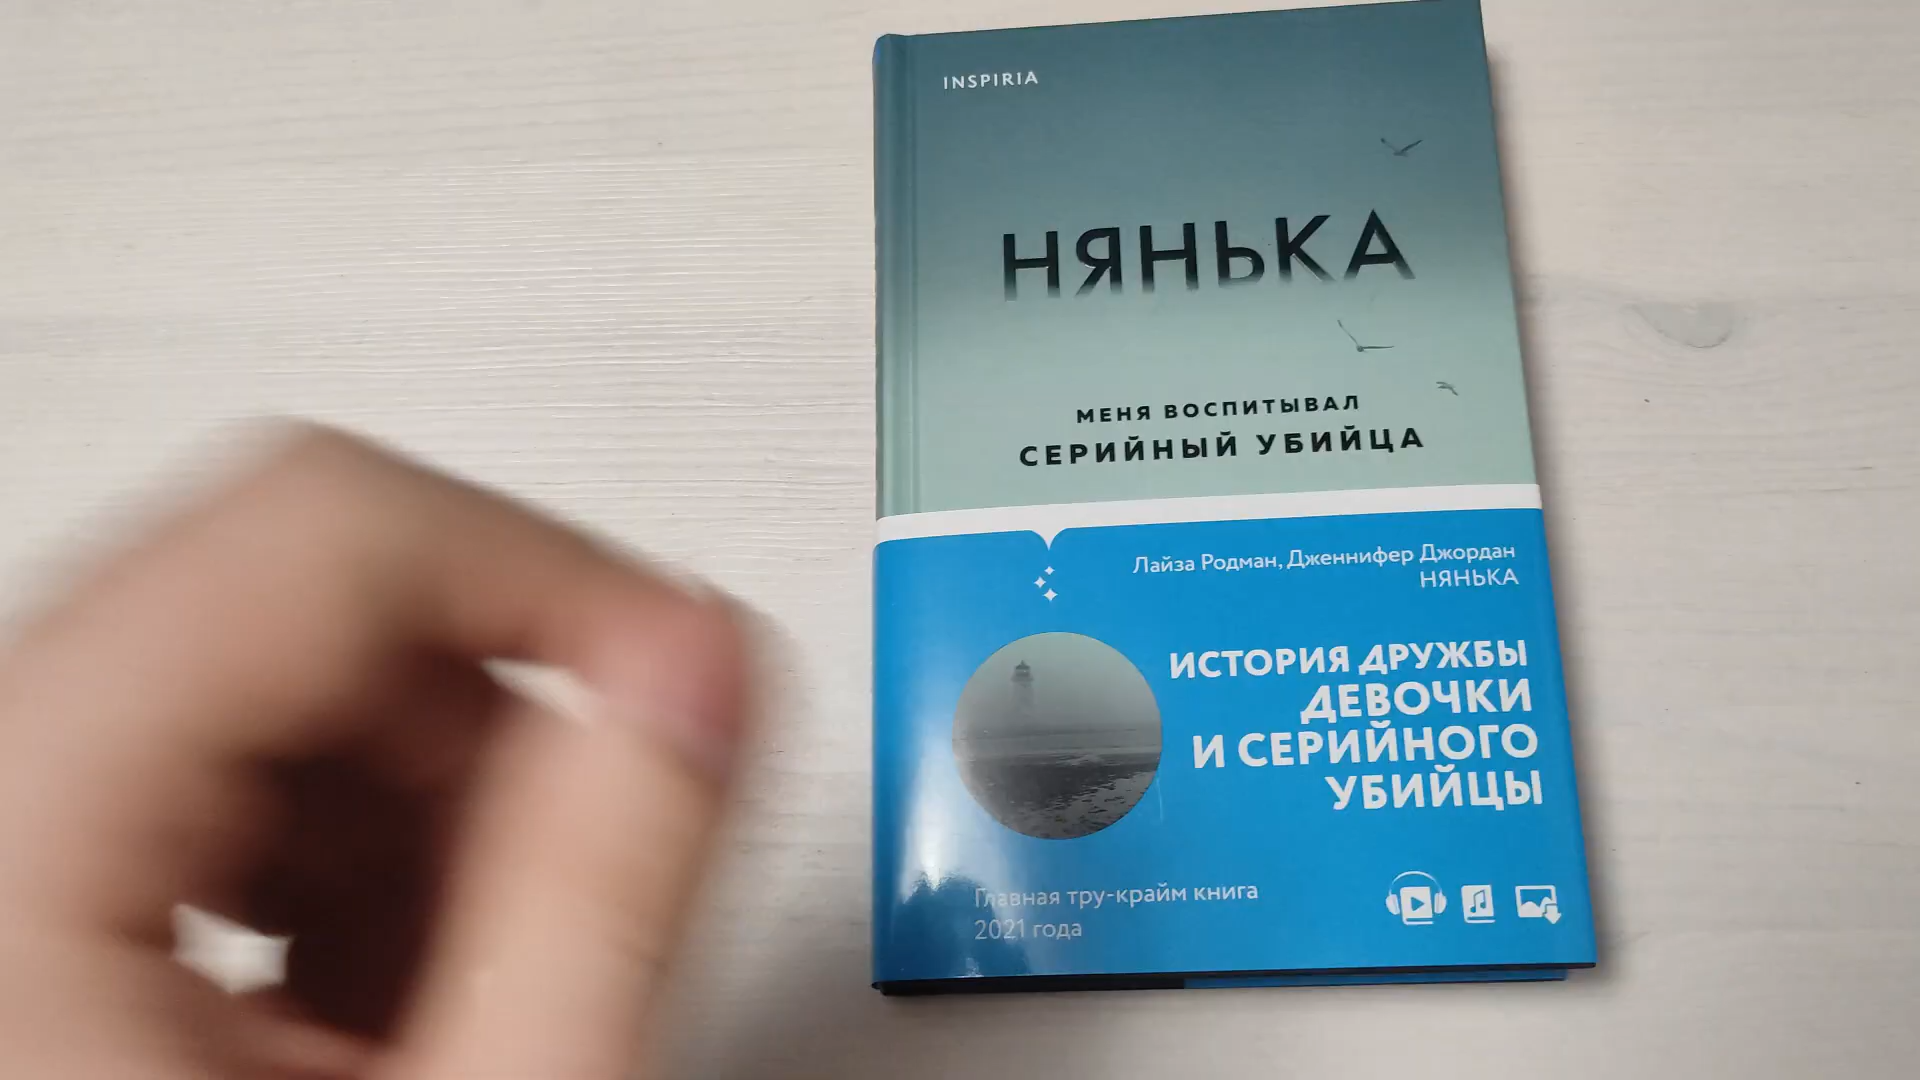 INSPIRIA
НЯНЬКА
МЕНЯ ВОСПИТЫВАЛ
СЕРИЙНЫЙ УБИЙЦА
Лайза Родман, Дженнифер Джордан
НЯНЬКА
ИСТОРИЯ ДРУЖБЫ
ДЕВОЧКИ
И СЕРИЙНОГО
УБИЙЦЫ
Главная тру-крайм книга
2021 года